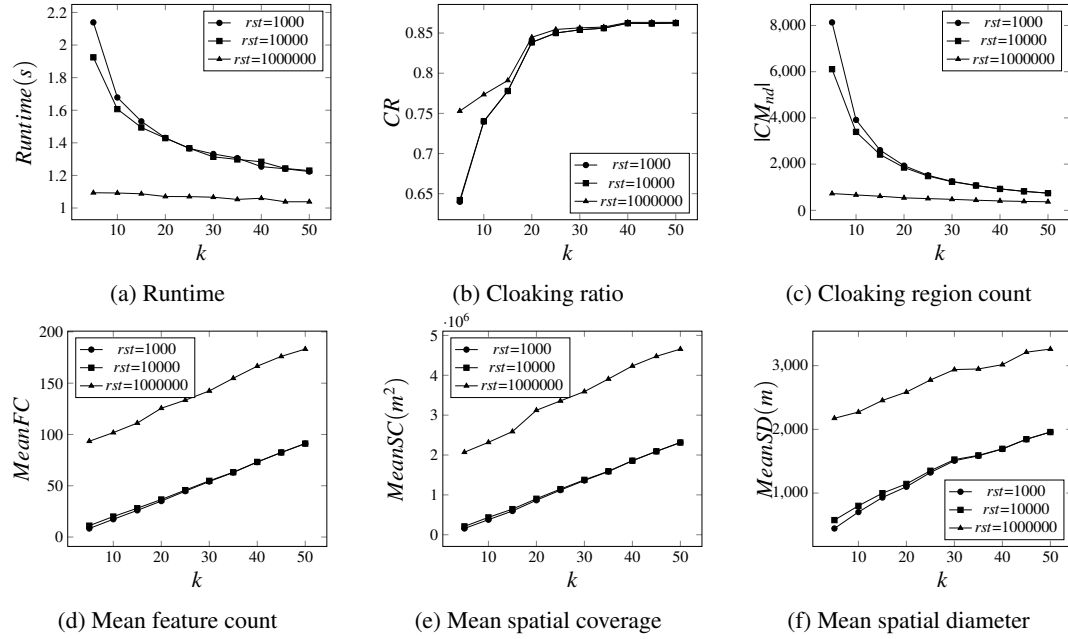 2.2
2
1.8
1.6
1.4
1.2
1
Runtime(s)
rst=1000
rst=10000
rst=1000000
10 20 30 40 50
k
(a) Runtime
0.85
0.8
0.75
0.7
0.65
CR
rst=1000
rst=10000
rst=1000000
10 20 30 40 50
k
(b) Cloaking ratio
8,000
6,000
4,000
2,000
0
|CM_{nd}|
rst=1000
rst=10000
rst=1000000
10 20 30 40 50
k
(c) Cloaking region count
200
150
100
50
0
MeanFC
rst=1000
rst=10000
rst=1000000
10 20 30 40 50
k
(d) Mean feature count
·10⁶
5
4
3
2
1
0
MeanSC(m²)
rst=1000
rst=10000
rst=1000000
10 20 30 40 50
k
(e) Mean spatial coverage
3,000
2,000
1,000
MeanSD(m)
rst=1000
rst=10000
rst=1000000
10 20 30 40 50
k
(f) Mean spatial diameter